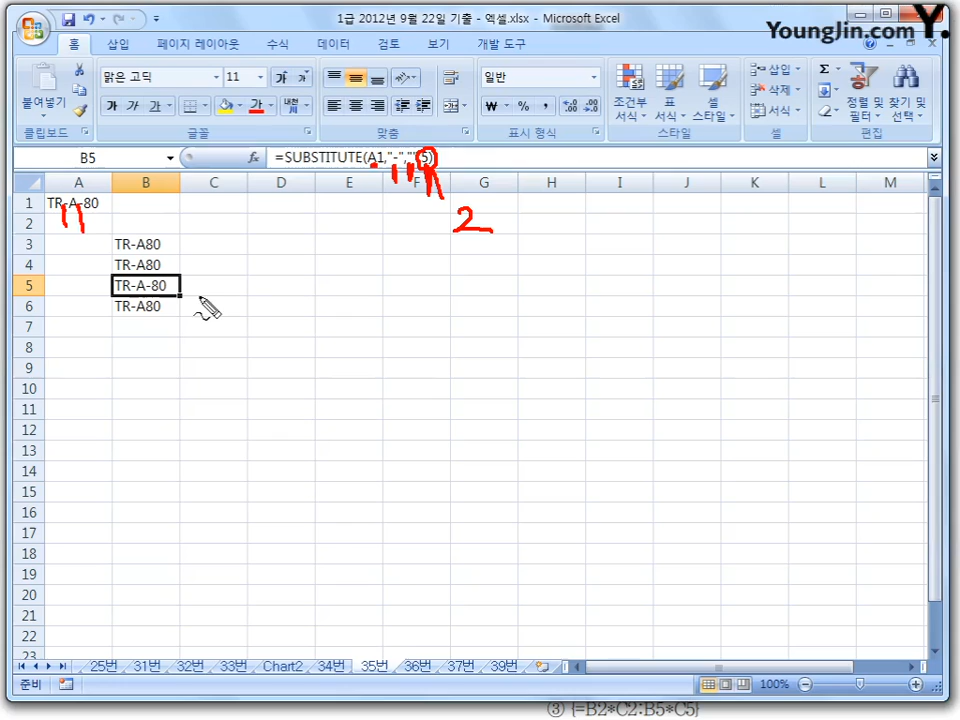 1급 2012년 9월 22일 기출 - 엑셀.xlsx - Microsoft Excel
Younglin.com Y.
홈 삽입 페이지 레이아웃 수식 데이터 검토 보기 개발 도구
붙여넣기
맑은 고딕 11 가 가
가 가 가 가 내천
일반
₩ % ,
조건부 서식
표 서식
셀 스타일
삽입
삭제
서식
Σ
정렬 및 필터
찾기 및 선택
클립보드 글꼴 맞춤 표시 형식 스타일 셀 편집
B5 fx =SUBSTITUTE(A1,"-","",5)
A B C D E F G H I J K L M
1 TR-A-80
2 2
3 TR-A80
4 TR-A80
5 TR-A-80
6 TR-A80
7
8
9
10
11
12
13
14
15
16
17
18
19
20
21
22
23
25번 31번 32번 33번 Chart2 34번 35번 36번 37번 39번
준비 100%
③ {=B2*C2:B5*C5}